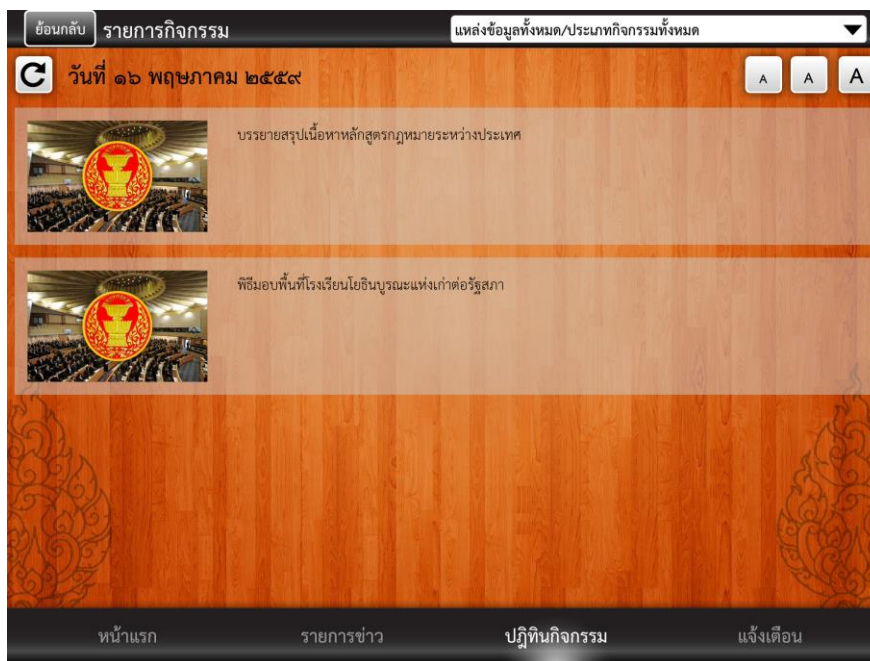 ย้อนกลับ รายการกิจกรรม แหล่งข้อมูลทั้งหมด/ประเภทกิจกรรมทั้งหมด
วันที่ ๑๖ พฤษภาคม ๒๕๕๙ A A A
บรรยายสรุปเนื้อหาหลักสูตรกฎหมายระหว่างประเทศ
พิธีมอบพื้นที่โรงเรียนโยธินบูรณะแห่งเก่าต่อรัฐสภา
หน้าแรก รายการข่าว ปฎิทินกิจกรรม แจ้งเตือน